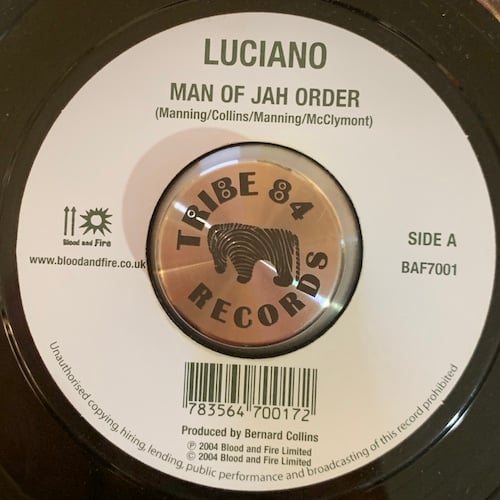 LUCIANO
MAN OF JAH ORDER
(Manning/Collins/Manning/McClymont)
TRIBE 84
RECORDS
Blood and Fire
www.bloodandfire.co.uk
SIDE A
BAF7001
783564 700172
Produced by Bernard Collins
℗ 2004 Blood and Fire Limited
© 2004 Blood and Fire Limited
Unauthorised copying, hiring, lending, public performance and broadcasting of this record prohibited